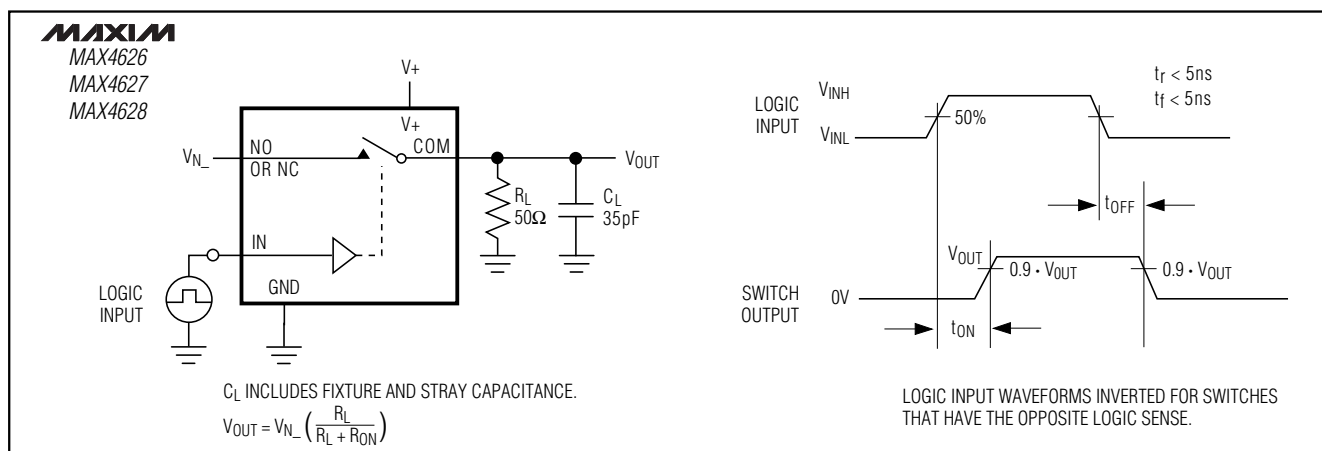 MAXIM
MAX4626
MAX4627
MAX4628
V+
V+
NO
OR NC
COM
VN_
VOUT
RL
50Ω
CL
35pF
IN
GND
LOGIC
INPUT
CL INCLUDES FIXTURE AND STRAY CAPACITANCE.
VOUT = VN_ (RL / RL + RON)
tr < 5ns
tf < 5ns
LOGIC
INPUT
VINH
VINL
50%
tOFF
SWITCH
OUTPUT
VOUT
0V
0.9 · VOUT
0.9 · VOUT
tON
LOGIC INPUT WAVEFORMS INVERTED FOR SWITCHES
THAT HAVE THE OPPOSITE LOGIC SENSE.